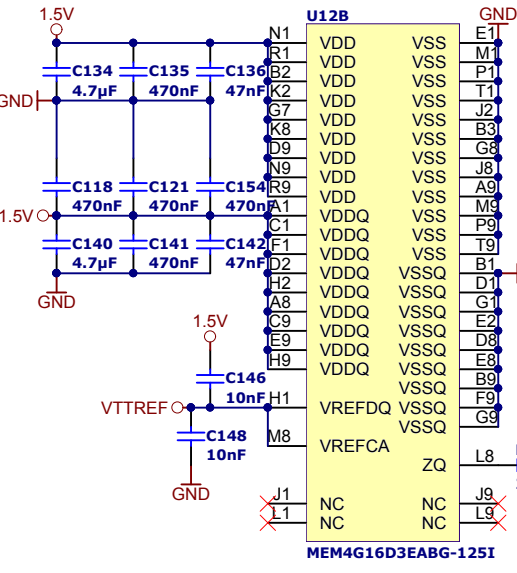 1.5V
U12B
GND
N1 VDD VSS E1
R1 VDD VSS M1
C134 C135 C136 B2 VDD VSS P1
4.7µF 470nF 47nF K2 VDD VSS T1
GND
G7 VDD VSS J2
K8 VDD VSS B3
D9 VDD VSS G8
N9 VDD VSS J8
C118 C121 C154 R9 VDD VSS A9
470nF 470nF 470nF A1 VDDQ VSS M9
1.5V
C1 VDDQ VSS P9
C140 C141 C142 F1 VDDQ VSS T9
4.7µF 470nF 47nF D2 VDDQ VSSQ B1
GND
H2 VDDQ VSSQ D1
A8 VDDQ VSSQ G1
1.5V
C9 VDDQ VSSQ E2
E9 VDDQ VSSQ D8
H9 VDDQ VSSQ E8
C146
10nF
VSSQ B9
VTTREF
H1 VREFDQ VSSQ F9
VSSQ G9
C148
10nF
M8 VREFCA
ZQ L8
GND
J1 NC NC J9
L1 NC NC L9
MEM4G16D3EABG-125I